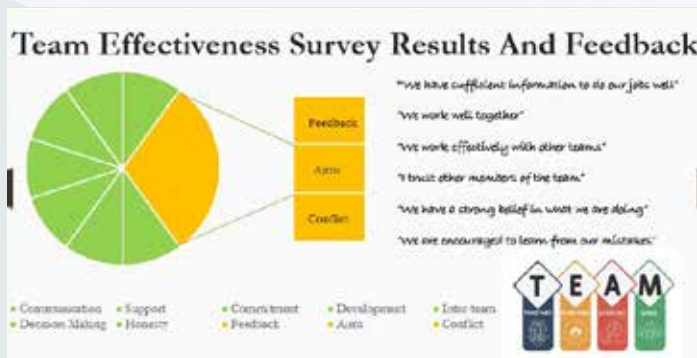 Team Effectiveness Survey Results And Feedback
"We have sufficient information to do our jobs well"
"We work well together"
"We work effectively with other teams"
"I trust other members of the team"
"We have a strong belief in what we are doing"
"We are encouraged to learn from our mistakes"
Feedback
Aims
Conflict
Communication Support Commitment Development Inter team
Decision Making Honesty Feedback Aims Conflict
TEAM